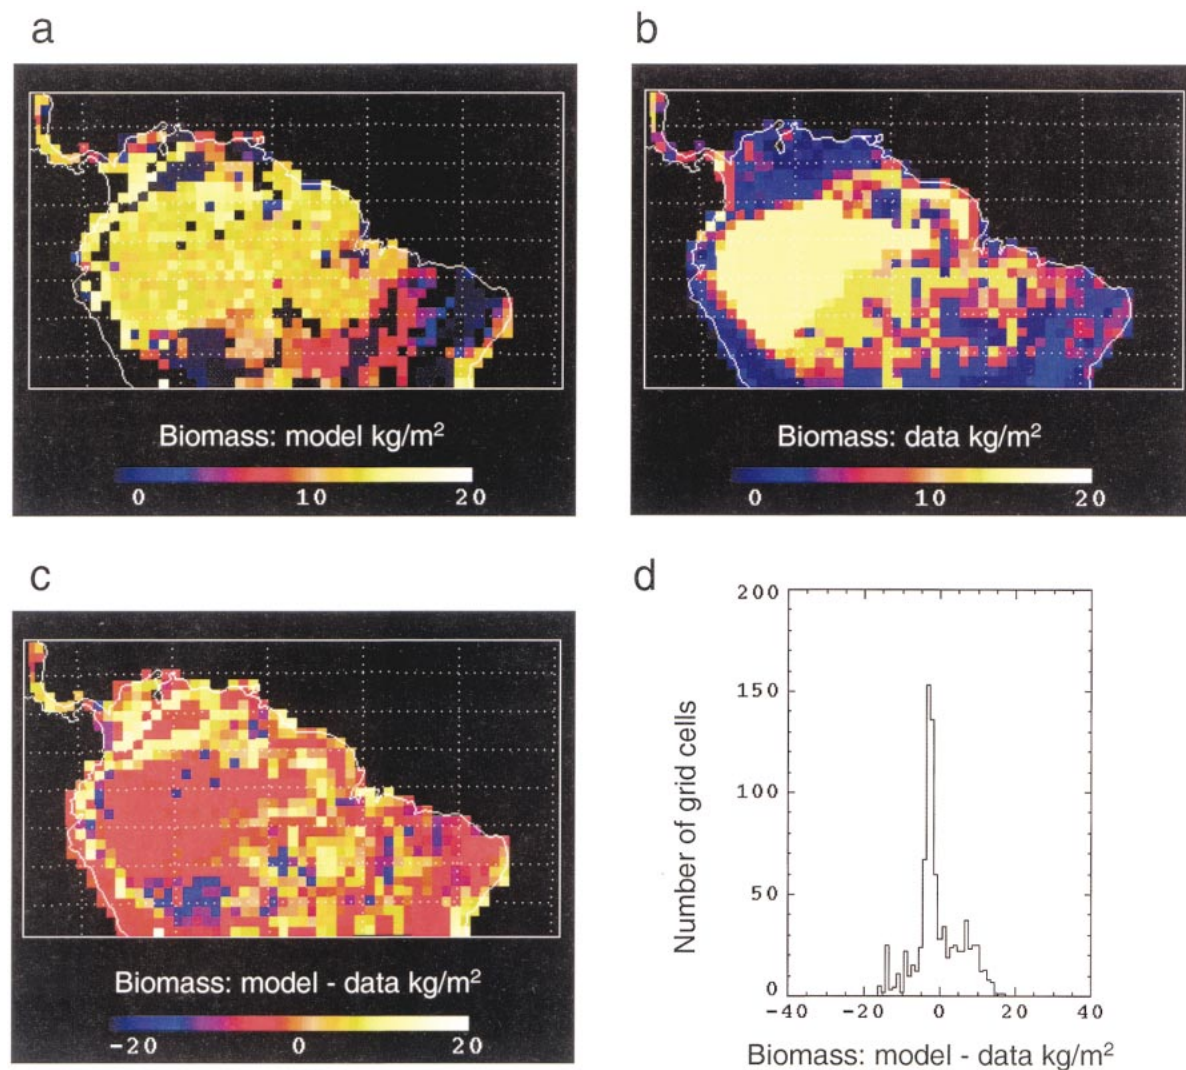 a
b
Biomass: model kg/m²
0 10 20
Biomass: data kg/m²
0 10 20
c
d
Biomass: model - data kg/m²
-20 0 20
200
150
100
50
0
-40 -20 0 20 40
Number of grid cells
Biomass: model - data kg/m²